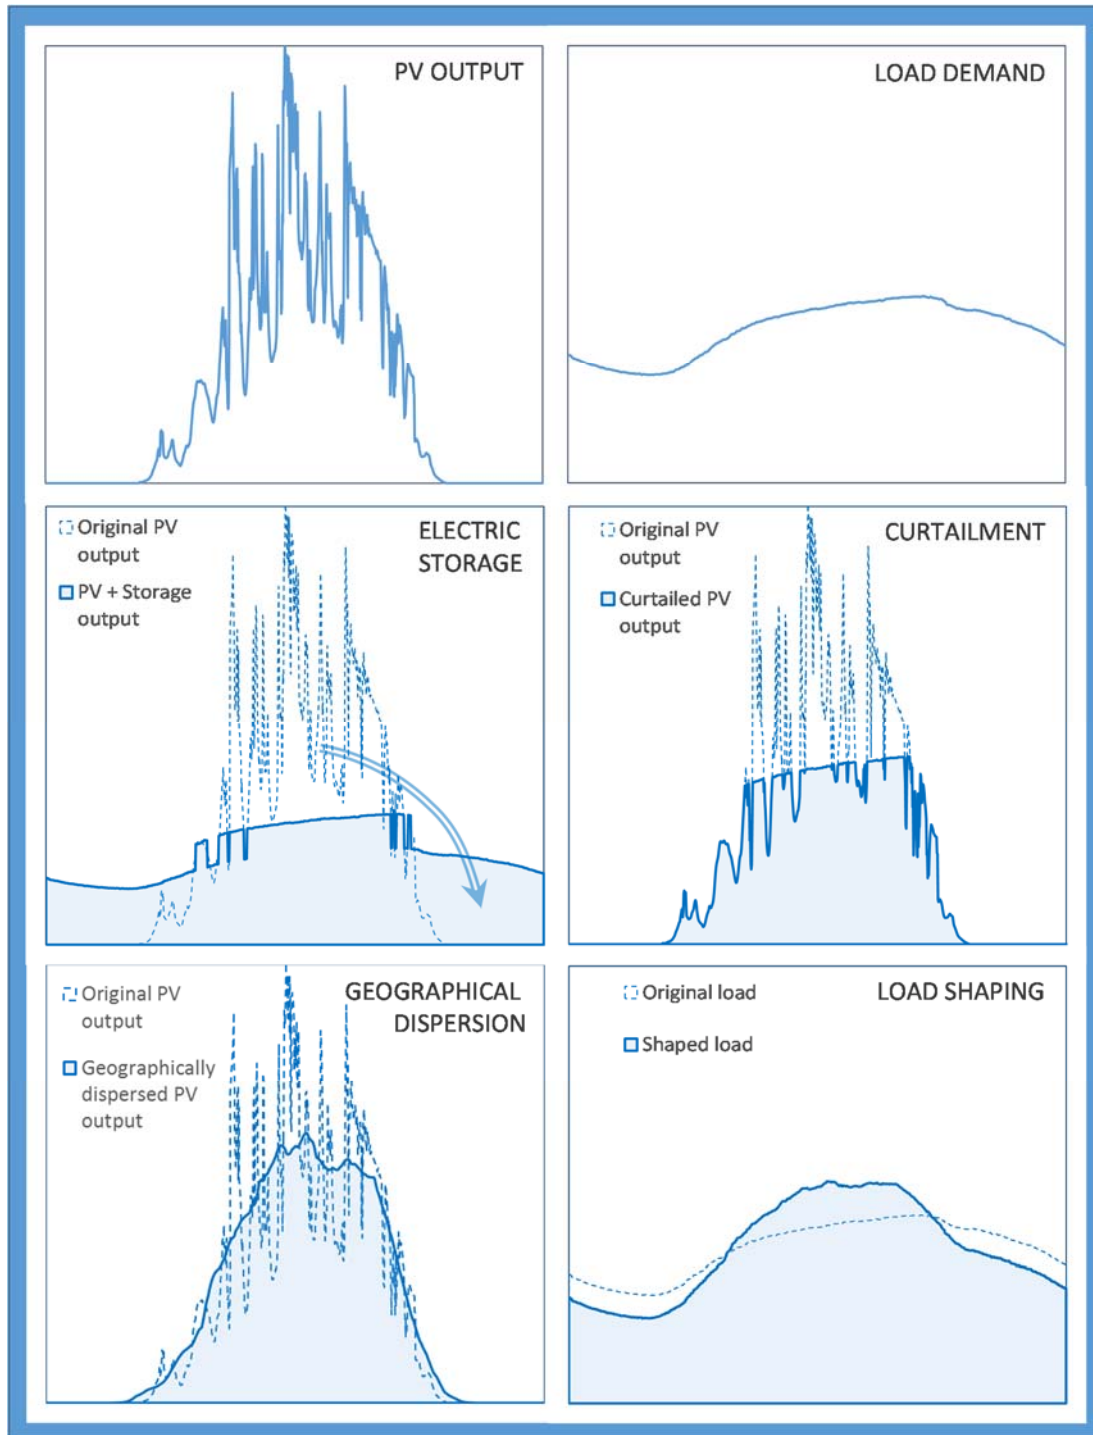 PV OUTPUT
LOAD DEMAND
Original PV
output
PV + Storage
output
ELECTRIC
STORAGE
Original PV
output
Curtailed PV
output
CURTAILMENT
Original PV
output
Geographically
dispersed PV
output
GEOGRAPHICAL
DISPERSION
Original load
Shaped load
LOAD SHAPING